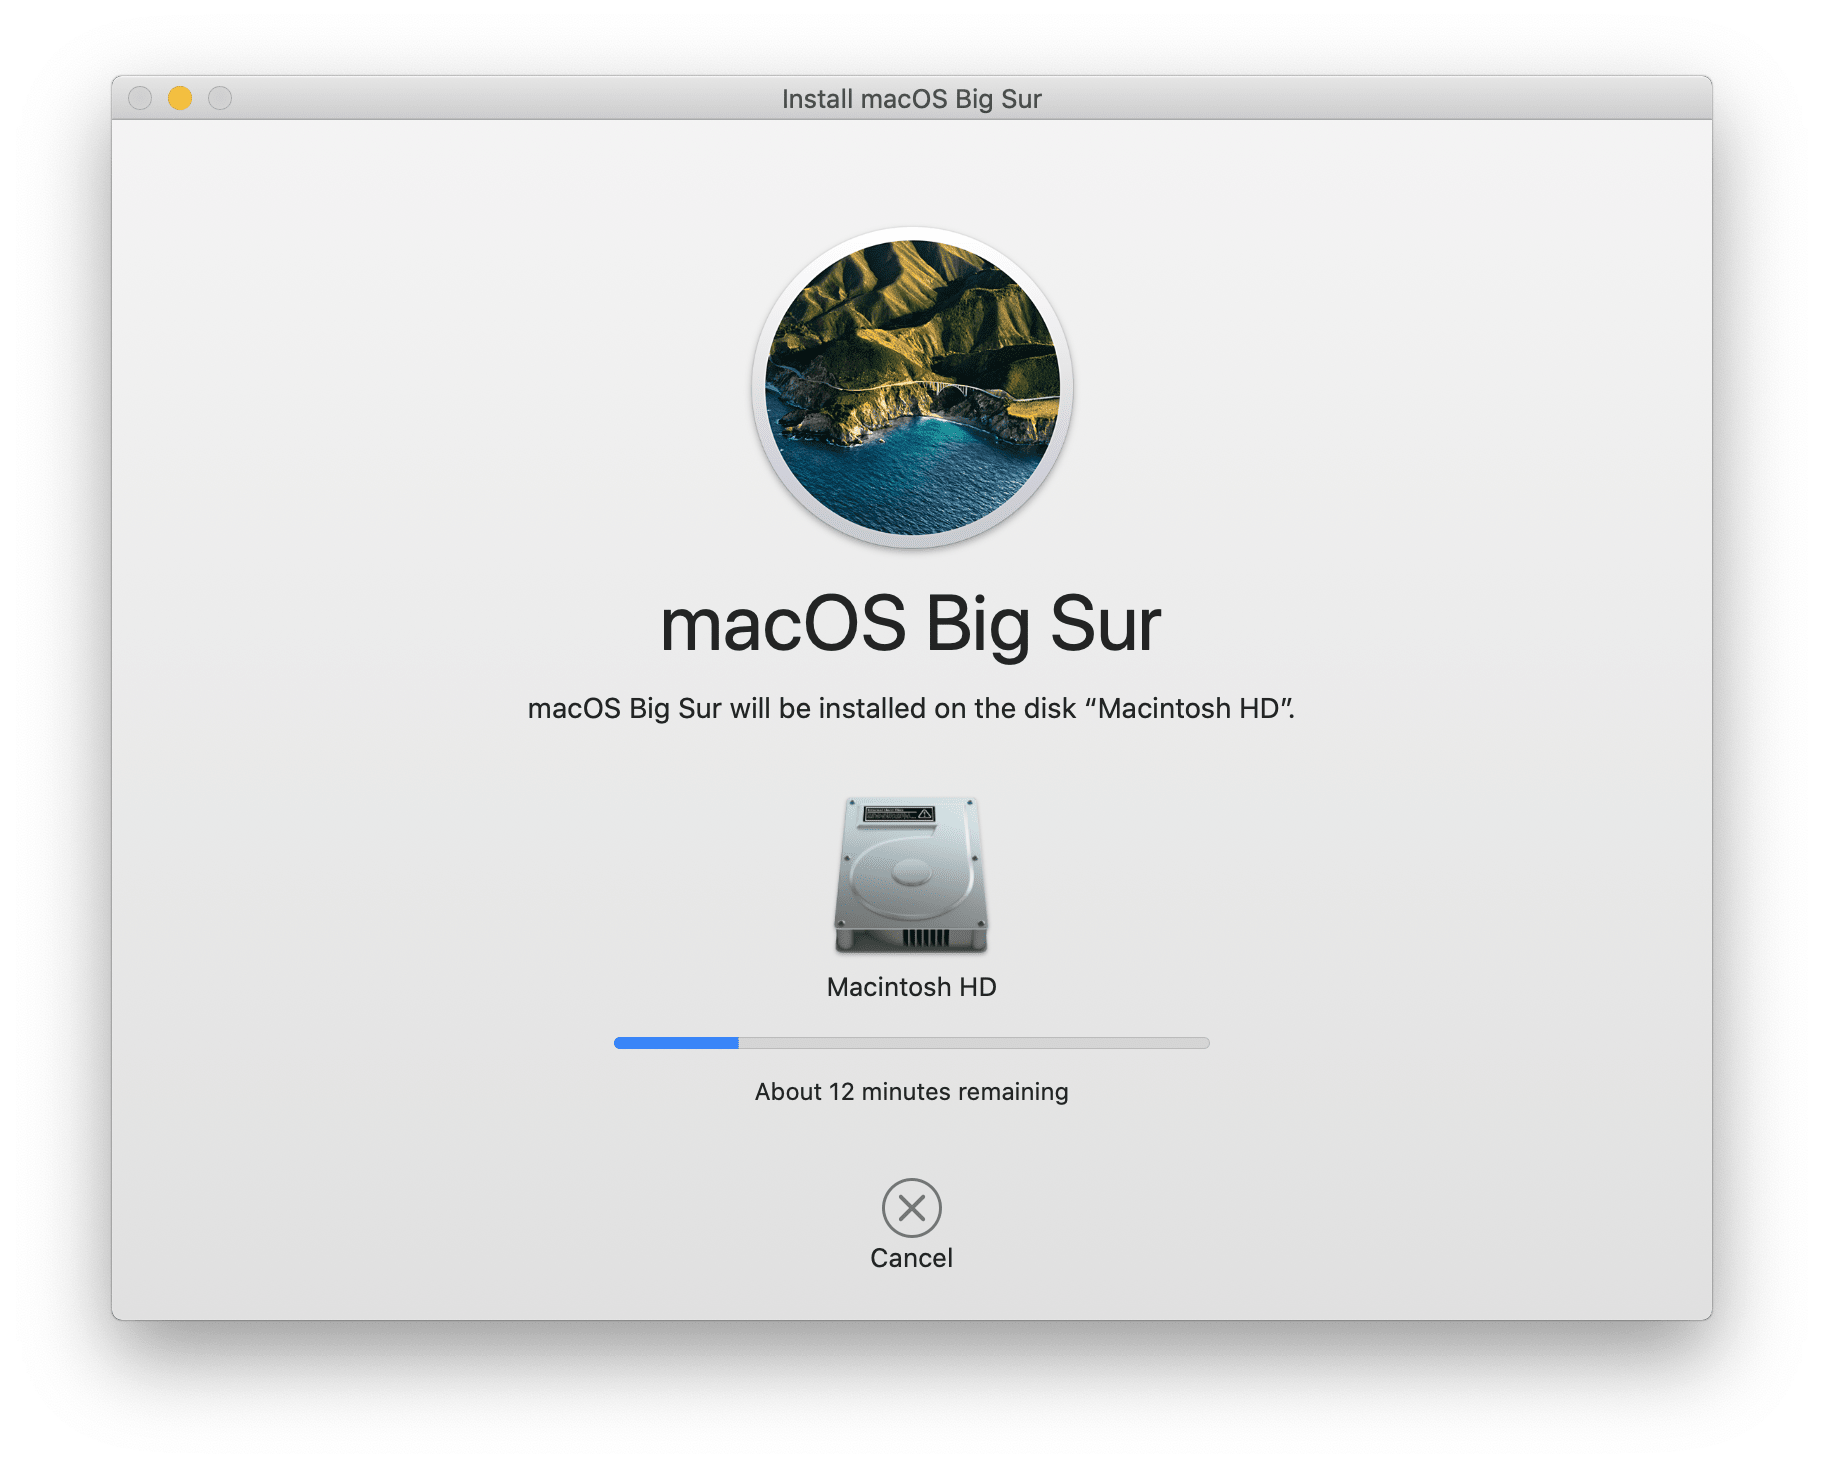 Install macOS Big Sur
macOS Big Sur
macOS Big Sur will be installed on the disk “Macintosh HD”.
Macintosh HD
About 12 minutes remaining
Cancel